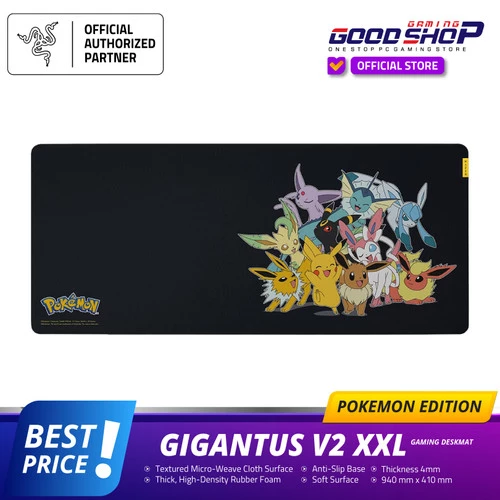 OFFICIAL
AUTHORIZED
PARTNER
GAMING
GOODSHOP
ONE STOP PC GAMING STORE
OFFICIAL STORE
POKÉMON
POKEMON EDITION
BEST
PRICE!
GIGANTUS V2 XXL GAMING DESKMAT
• Textured Micro-Weave Cloth Surface • Anti-Slip Base • Thickness 4mm
• Thick, High-Density Rubber Foam • Soft Surface • 940 mm x 410 mm